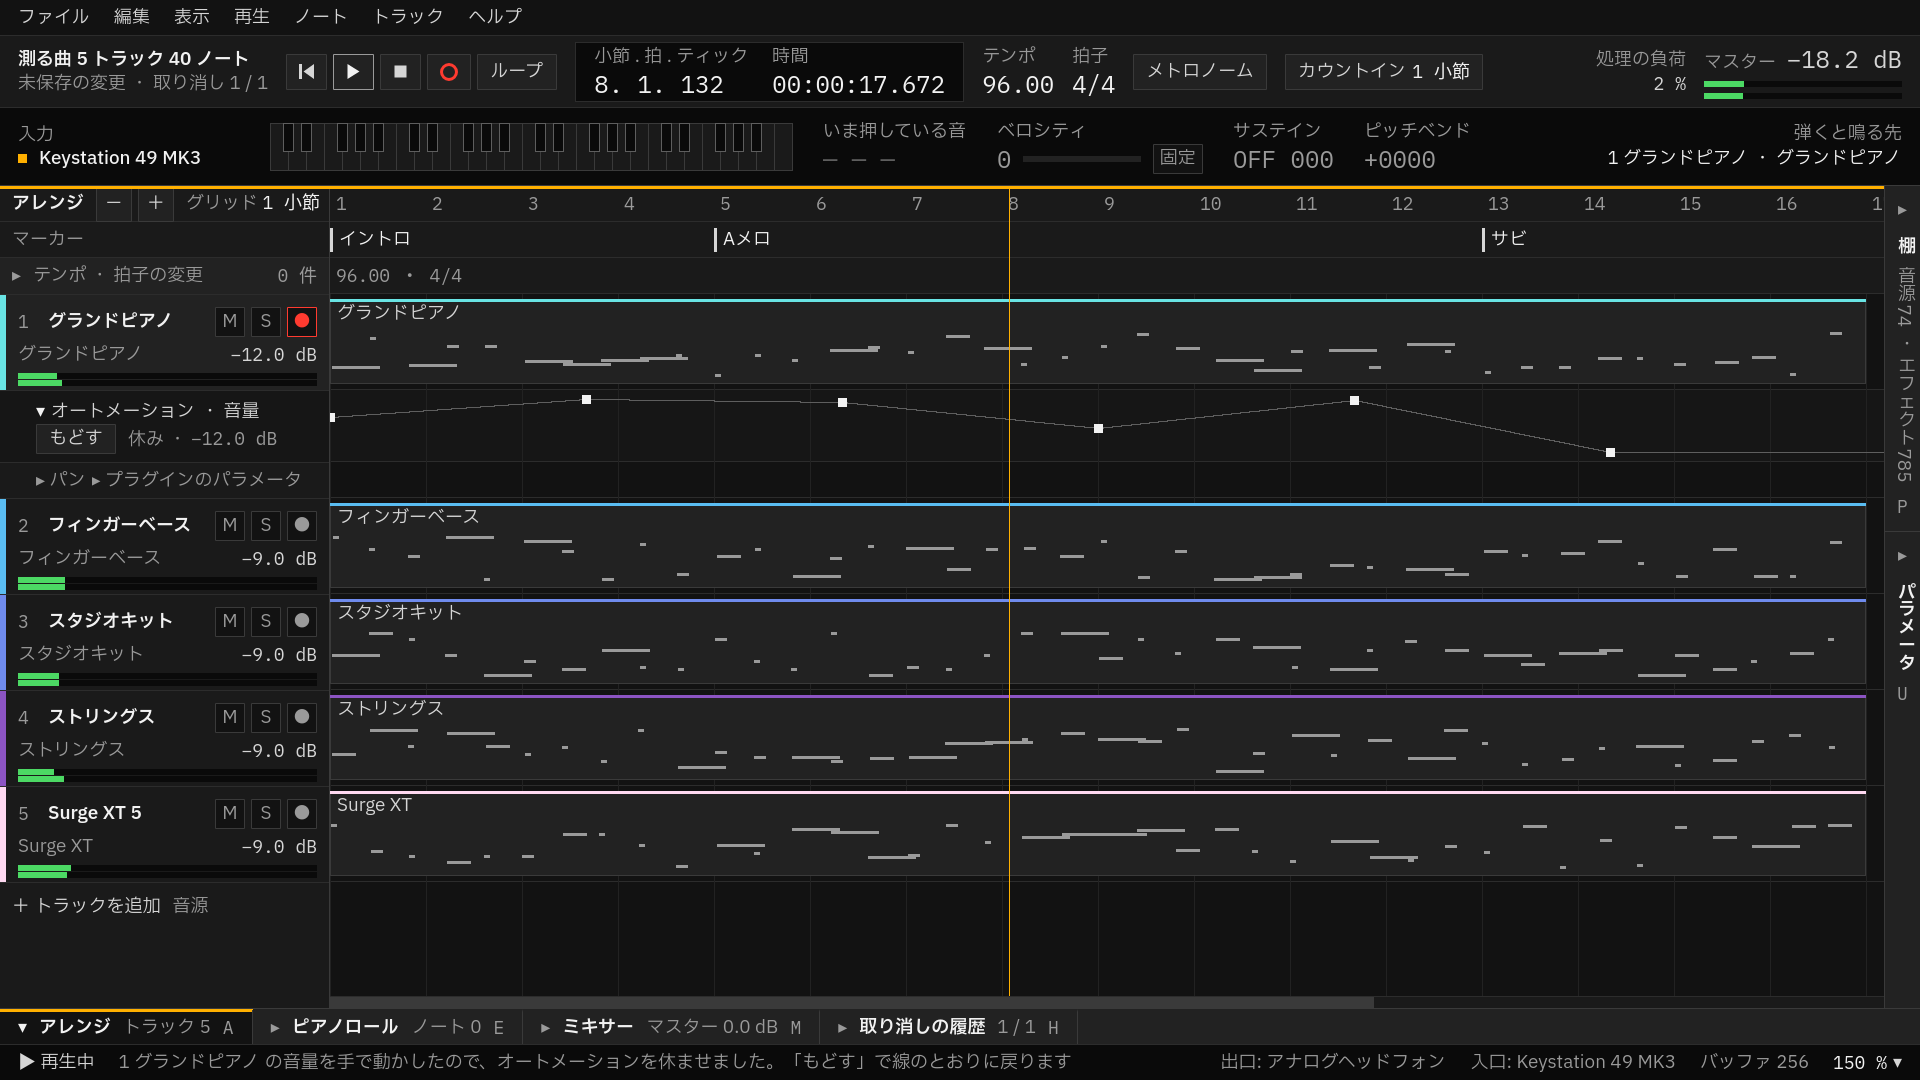 ファイル 編集 表示 再生 ノート トラック ヘルプ
測る曲 5 トラック 40 ノート
未保存の変更 · 取り消し 1 / 1
ループ
小節 . 拍 . ティック 時間
8. 1. 132 00:00:17.672
テンポ 拍子
96.00 4/4
メトロノーム
カウントイン 1 小節
処理の負荷
2 %
マスター −18.2 dB
入力
Keystation 49 MK3
いま押している音
— — —
ベロシティ
0 固定
サステイン
OFF 000
ピッチベンド
+0000
弾くと鳴る先
1 グランドピアノ · グランドピアノ
アレンジ − + グリッド 1 小節
1 2 3 4 5 6 7 8 9 10 11 12 13 14 15 16 1
マーカー
イントロ Aメロ サビ
▸ テンポ · 拍子の変更 0 件
96.00 · 4/4
1 グランドピアノ M S
グランドピアノ −12.0 dB
グランドピアノ
▾ オートメーション · 音量
もどす 休み · −12.0 dB
▸ パン ▸ プラグインのパラメータ
2 フィンガーベース M S
フィンガーベース −9.0 dB
フィンガーベース
3 スタジオキット M S
スタジオキット −9.0 dB
スタジオキット
4 ストリングス M S
ストリングス −9.0 dB
ストリングス
5 Surge XT 5 M S
Surge XT −9.0 dB
Surge XT
+ トラックを追加 音源
▸ 棚 音源 74 · エフェクト 785 P
▸ パラメータ U
▾ アレンジ トラック 5 A
▸ ピアノロール ノート 0 E
▸ ミキサー マスター 0.0 dB M
▸ 取り消しの履歴 1 / 1 H
▶ 再生中 1 グランドピアノ の音量を手で動かしたので、オートメーションを休ませました。「もどす」で線のとおりに戻ります
出口: アナログヘッドフォン 入口: Keystation 49 MK3 バッファ 256 150 % ▾